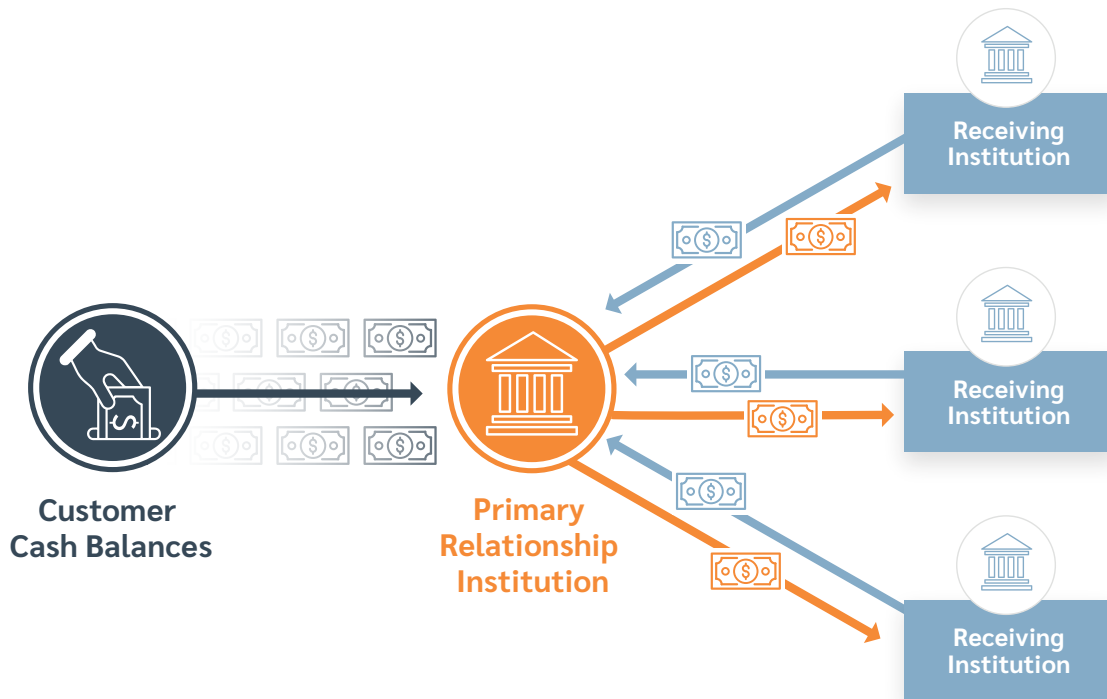 Customer
Cash Balances
Primary
Relationship
Institution
Receiving
Institution
Receiving
Institution
Receiving
Institution